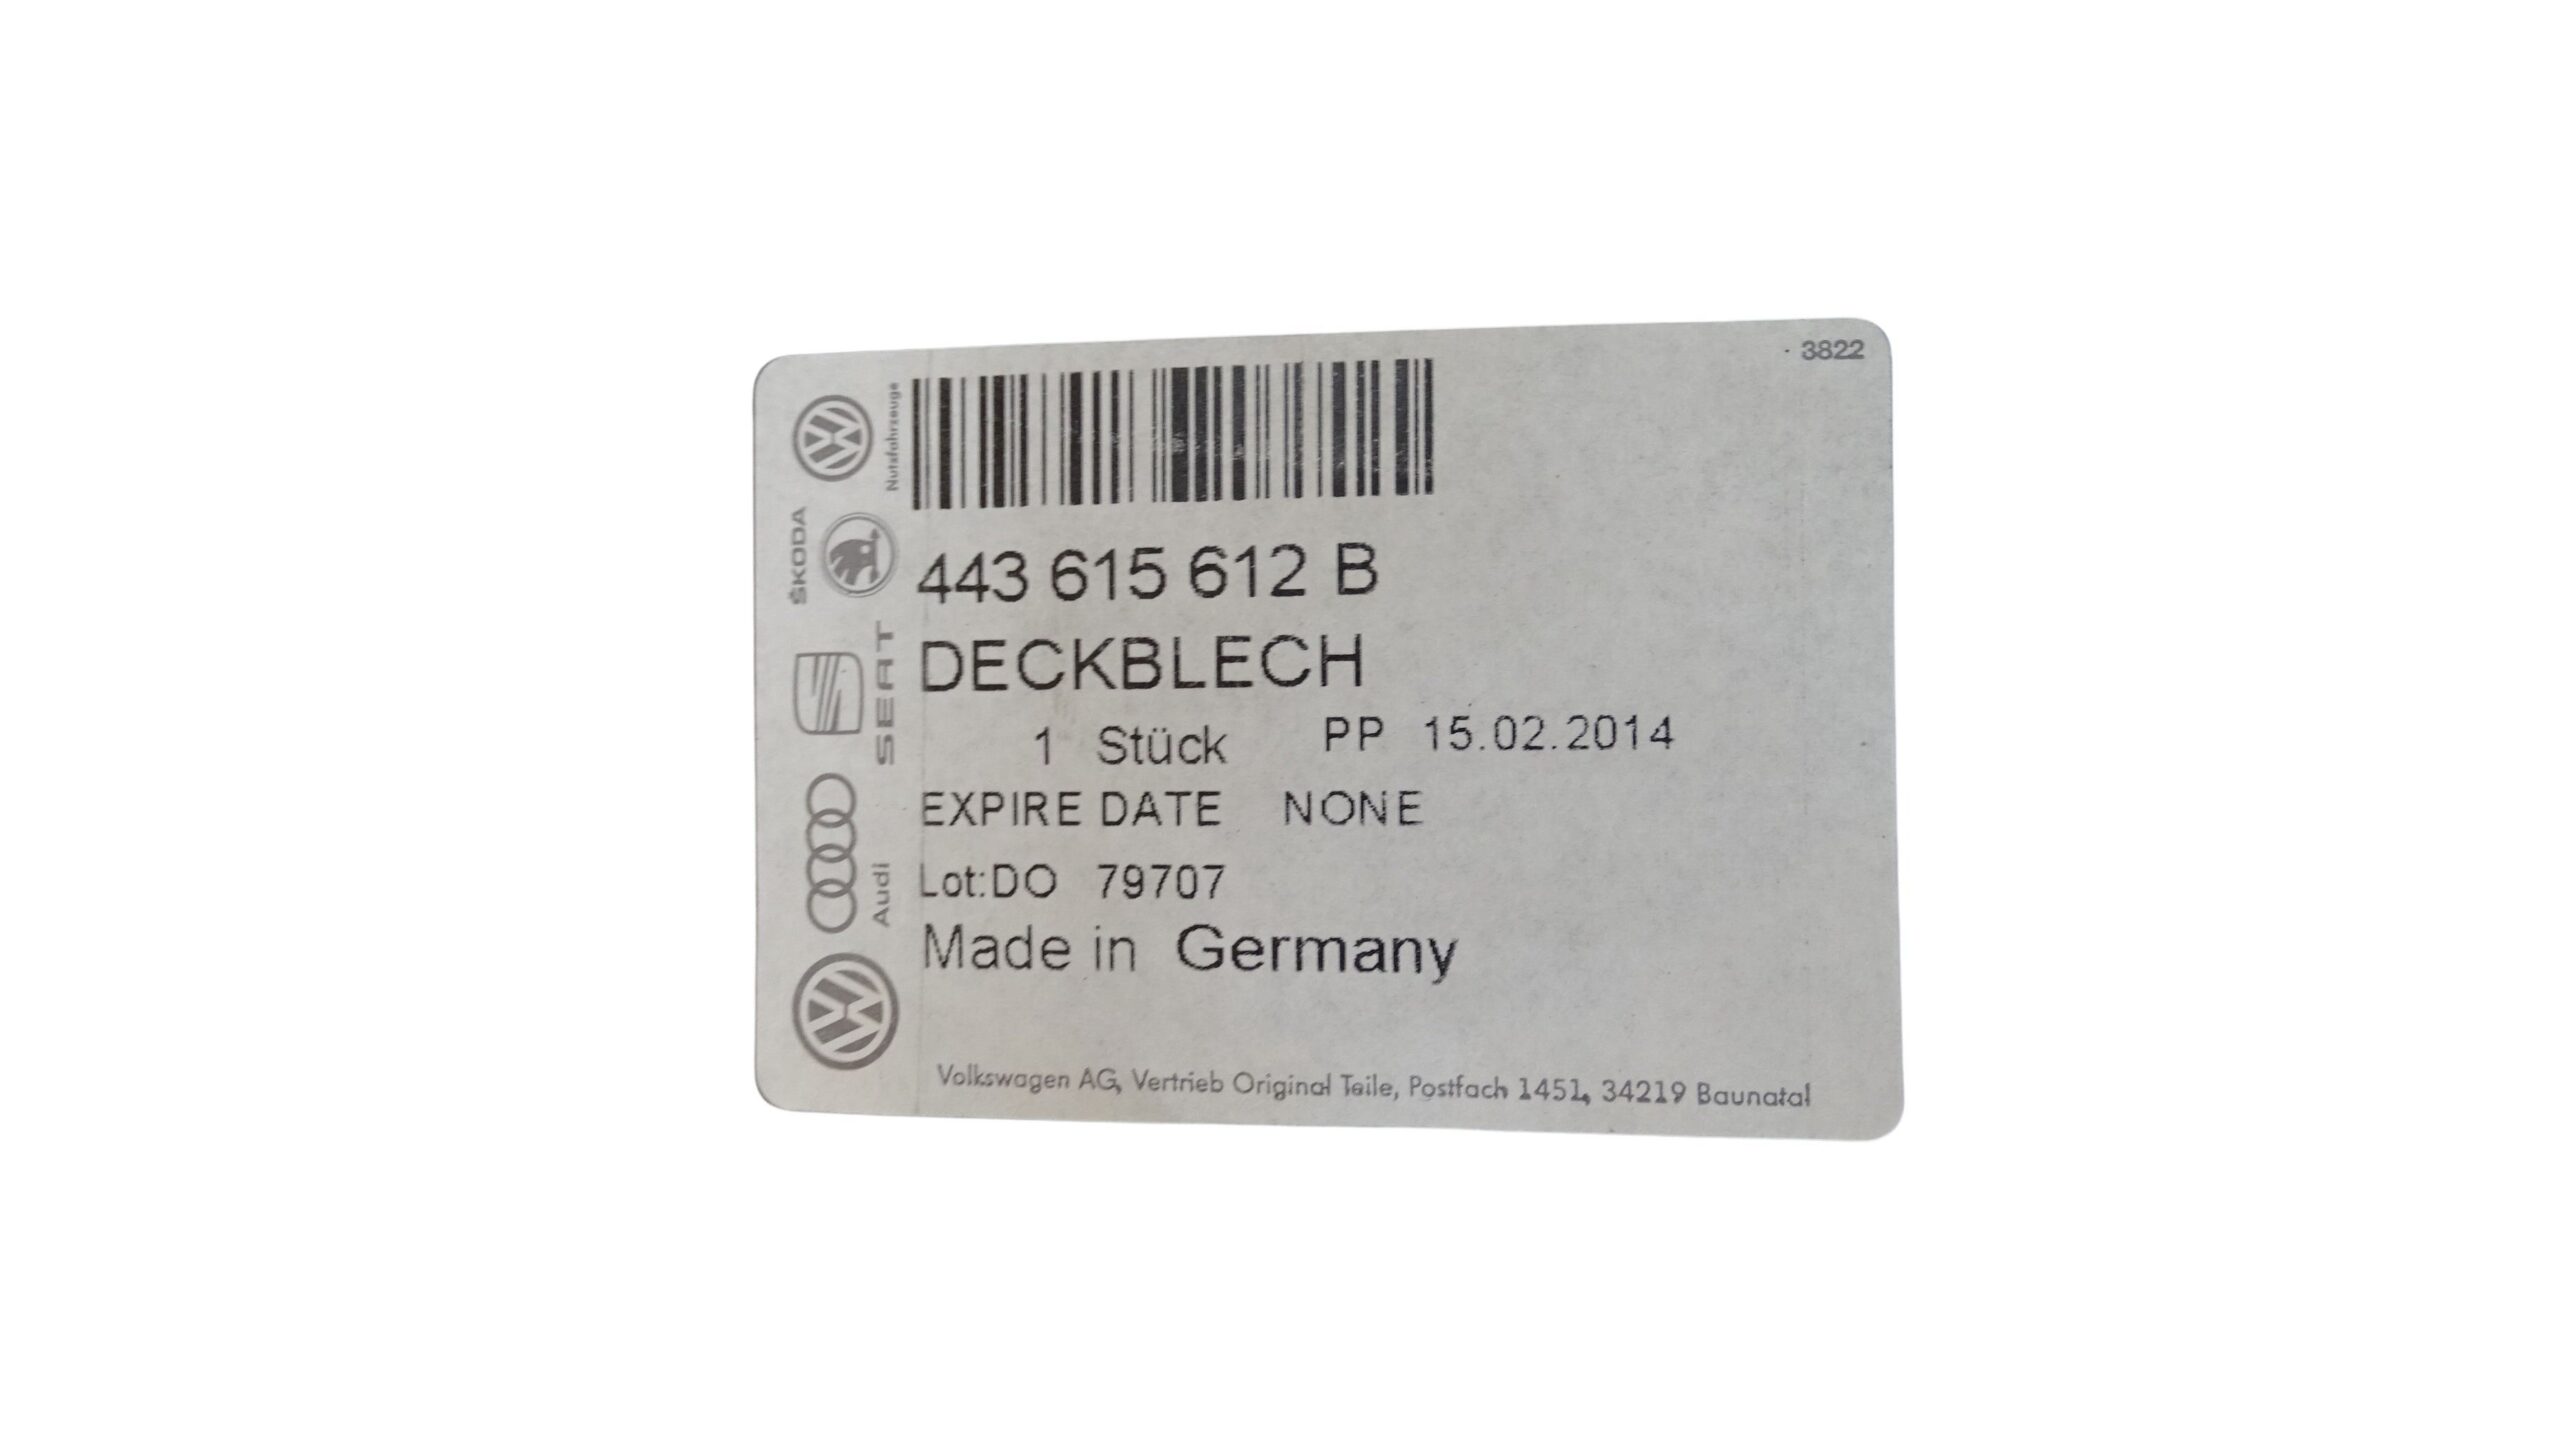 3822
Nutzfahrzeuge
ŠKODA
SEAT
Audi
443 615 612 B
DECKBLECH
1 Stück PP 15.02.2014
EXPIRE DATE NONE
Lot:DO 79707
Made in Germany
Volkswagen AG, Vertrieb Original Teile, Postfach 1451, 34219 Baunatal